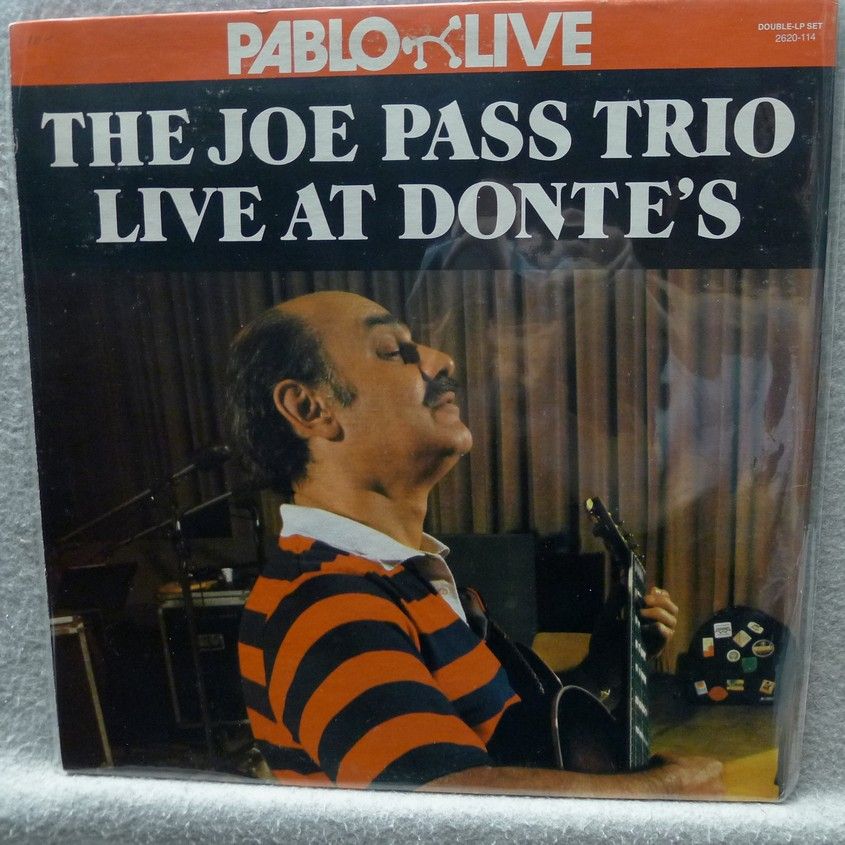 PABLO LIVE
DOUBLE-LP SET
2620-114
THE JOE PASS TRIO
LIVE AT DONTE'S